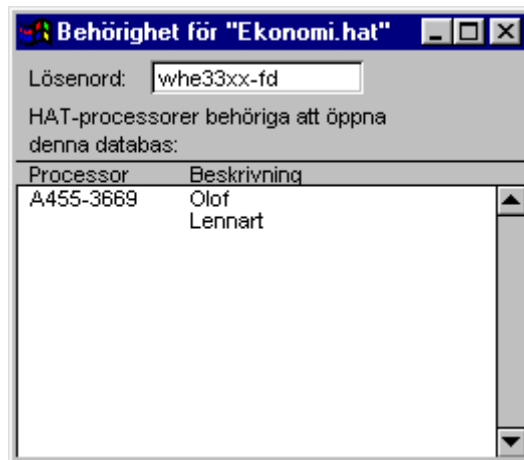 Behörighet för "Ekonomi.hat"
Lösenord: whe33xx-fd
HAT-processorer behöriga att öppna
denna databas:
Processor Beskrivning
A455-3669 Olof
Lennart